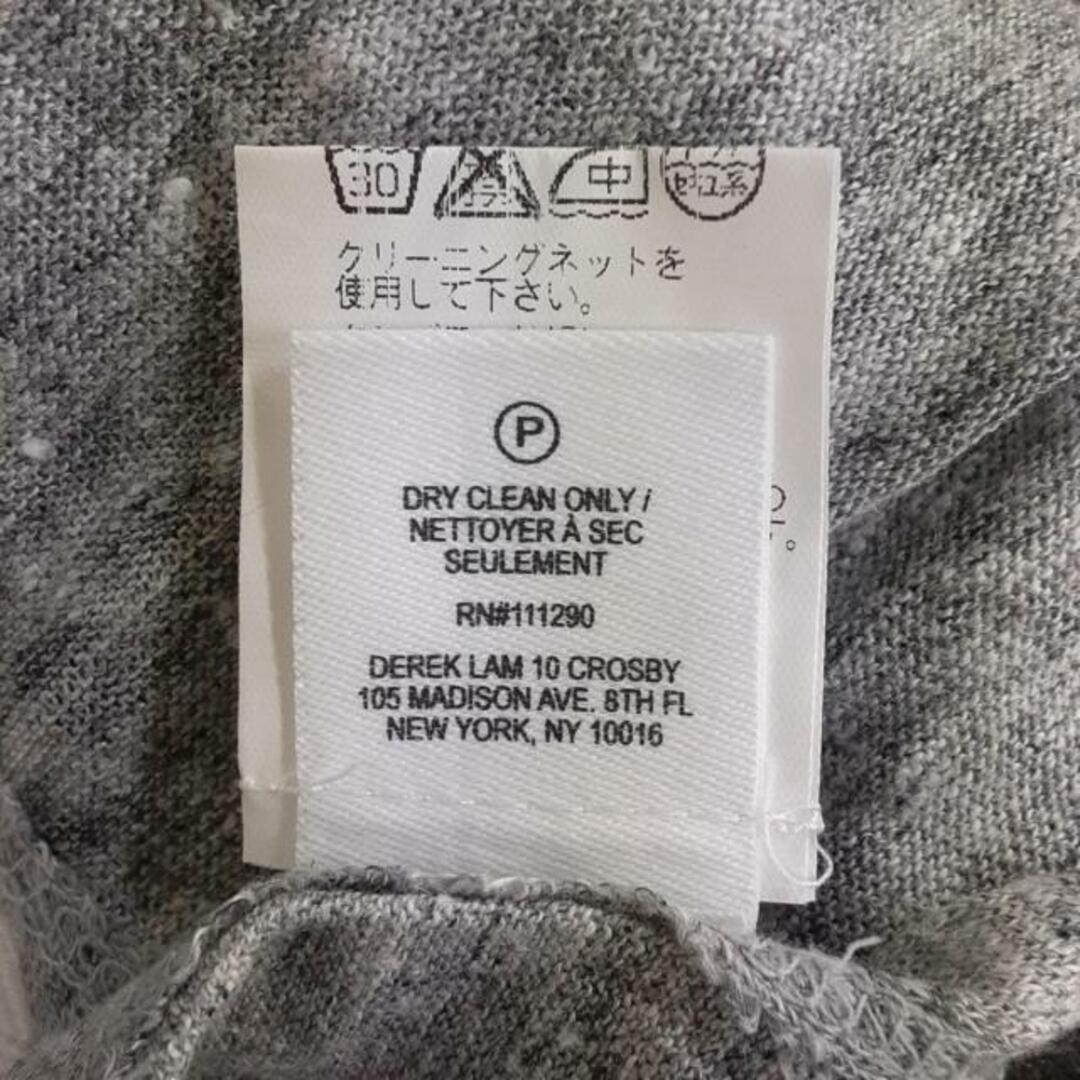 30 中
クリーニングネットを
使用して下さい。
P
DRY CLEAN ONLY /
NETTOYER À SEC
SEULEMENT
RN#111290
DEREK LAM 10 CROSBY
105 MADISON AVE. 8TH FL
NEW YORK, NY 10016